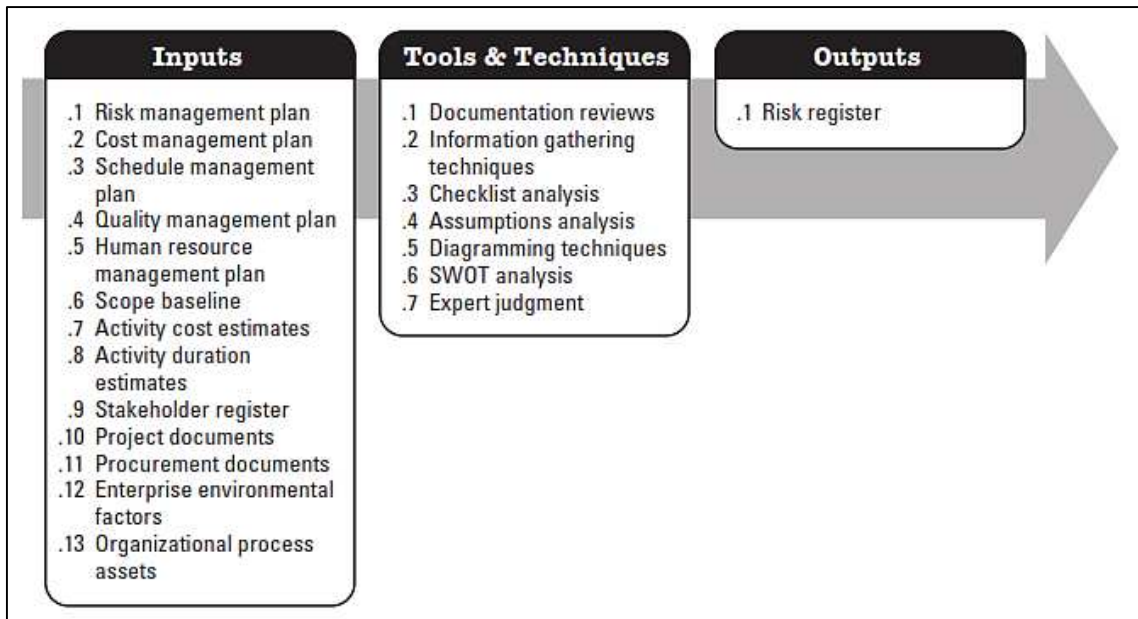 Inputs
.1 Risk management plan
.2 Cost management plan
.3 Schedule management
plan
.4 Quality management plan
.5 Human resource
management plan
.6 Scope baseline
.7 Activity cost estimates
.8 Activity duration
estimates
.9 Stakeholder register
.10 Project documents
.11 Procurement documents
.12 Enterprise environmental
factors
.13 Organizational process
assets
Tools & Techniques
.1 Documentation reviews
.2 Information gathering
techniques
.3 Checklist analysis
.4 Assumptions analysis
.5 Diagramming techniques
.6 SWOT analysis
.7 Expert judgment
Outputs
.1 Risk register